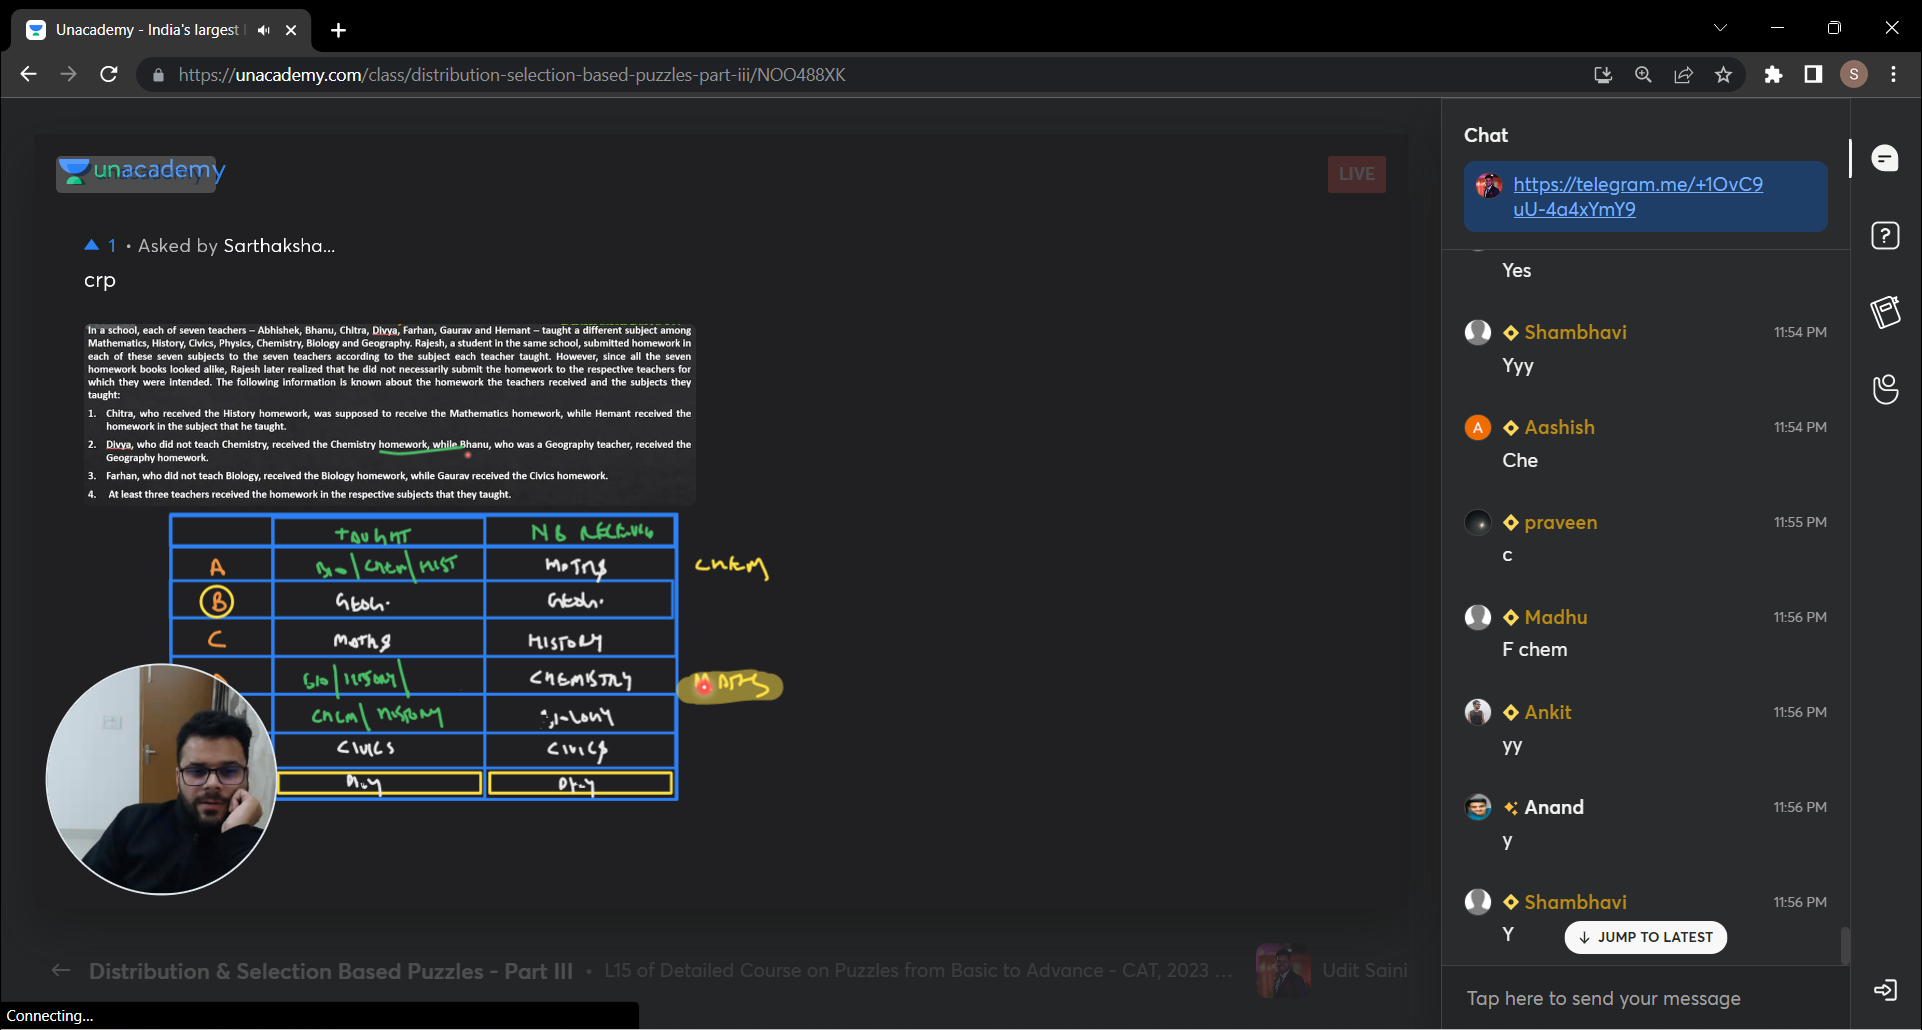 Unacademy - India's largest
https://unacademy.com/class/distribution-selection-based-puzzles-part-iii/NOO488XK
S
unacademy
LIVE
1 • Asked by Sarthaksha...
crp
In a school, each of seven teachers – Abhishek, Bhanu, Chitra, Divya, Farhan, Gaurav and Hemant – taught a different subject among
Mathematics, History, Civics, Physics, Chemistry, Biology and Geography. Rajesh, a student in the same school, submitted homework in
each of these seven subjects to the seven teachers according to the subject each teacher taught. However, since all the seven
homework books looked alike, Rajesh later realized that he did not necessarily submit the homework to the respective teachers for
which they were intended. The following information is known about the homework the teachers received and the subjects they
taught:
1. Chitra, who received the History homework, was supposed to receive the Mathematics homework, while Hemant received the
homework in the subject that he taught.
2. Divya, who did not teach Chemistry, received the Chemistry homework, while Bhanu, who was a Geography teacher, received the
Geography homework.
3. Farhan, who did not teach Biology, received the Biology homework, while Gaurav received the Civics homework.
4. At least three teachers received the homework in the respective subjects that they taught.
TAUGHT
A Bio/CHEM/HIST MATHS CHEM
B GEOG. GEOG.
C MATHS HISTORY
CHEMISTRY MATHS
CHEM/HISTORY
CIVICS CIVICS
Chat
https://telegram.me/+1OvC9
uU-4a4xYmY9
Yes
Shambhavi 11:54 PM
Yyy
A Aashish 11:54 PM
Che
praveen 11:55 PM
c
Madhu 11:56 PM
F chem
Ankit 11:56 PM
yy
Anand 11:56 PM
y
Shambhavi 11:56 PM
Y
JUMP TO LATEST
Tap here to send your message
Distribution & Selection Based Puzzles - Part III • L15 of Detailed Course on Puzzles from Basic to Advance - CAT, 2023 ... Udit Saini
Connecting...